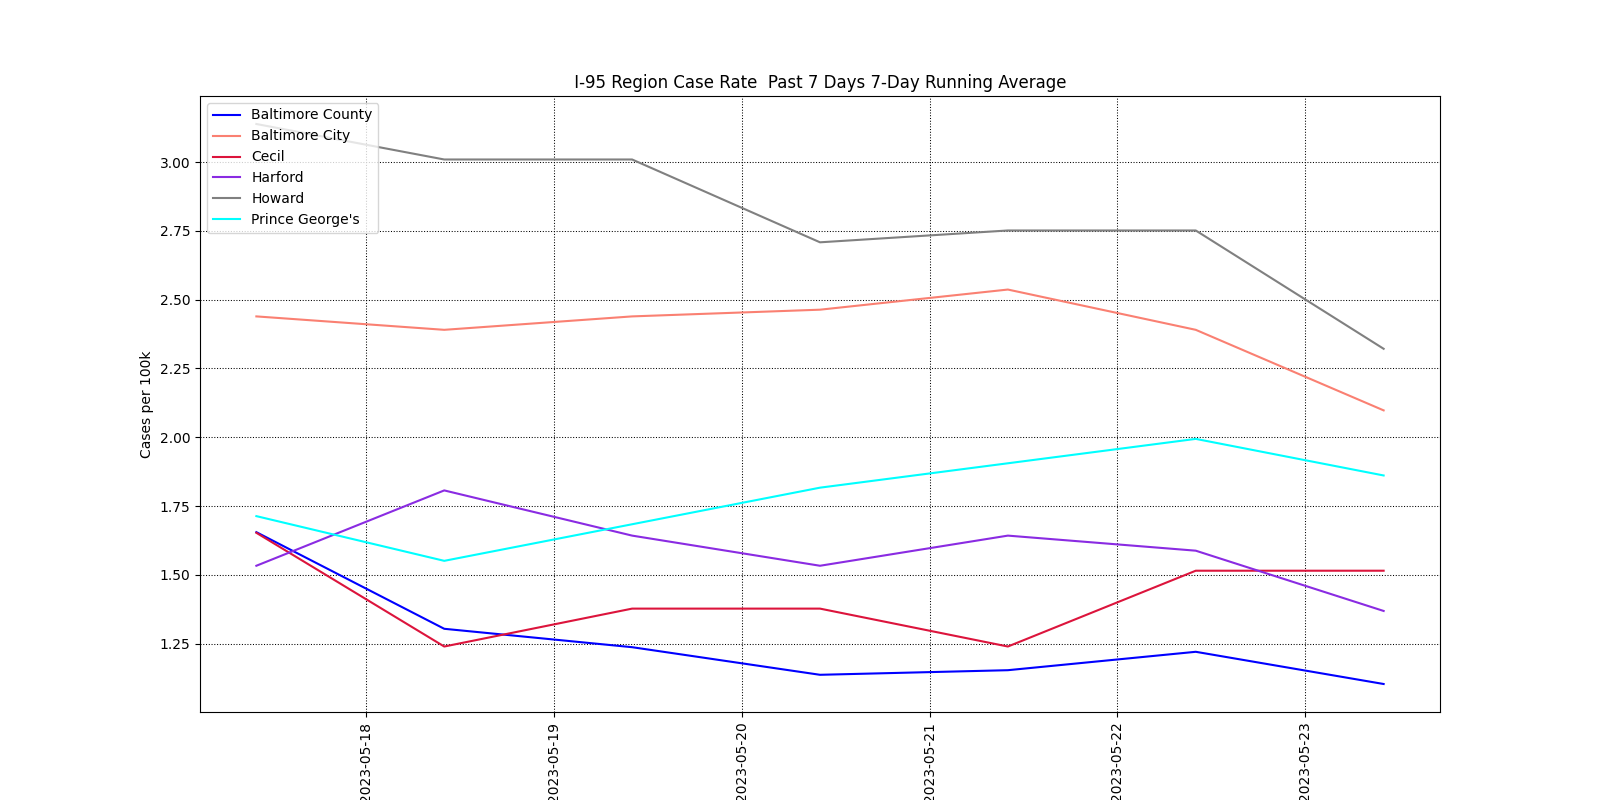 I-95 Region Case Rate  Past 7 Days 7-Day Running Average
Baltimore County
Baltimore City
Cecil
Harford
Howard
Prince George's
Cases per 100k
3.00
2.75
2.50
2.25
2.00
1.75
1.50
1.25
2023-05-18
2023-05-19
2023-05-20
2023-05-21
2023-05-22
2023-05-23